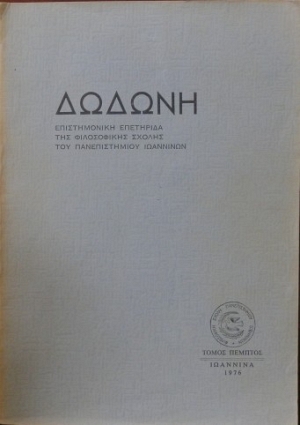 ΔΩΔΩΝΗ
ΕΠΙΣΤΗΜΟΝΙΚΗ ΕΠΕΤΗΡΙΔΑ
ΤΗΣ ΦΙΛΟΣΟΦΙΚΗΣ ΣΧΟΛΗΣ
ΤΟΥ ΠΑΝΕΠΙΣΤΗΜΙΟΥ ΙΩΑΝΝΙΝΩΝ
ΤΟΜΟΣ ΠΕΜΠΤΟΣ
ΙΩΑΝΝΙΝΑ
1976